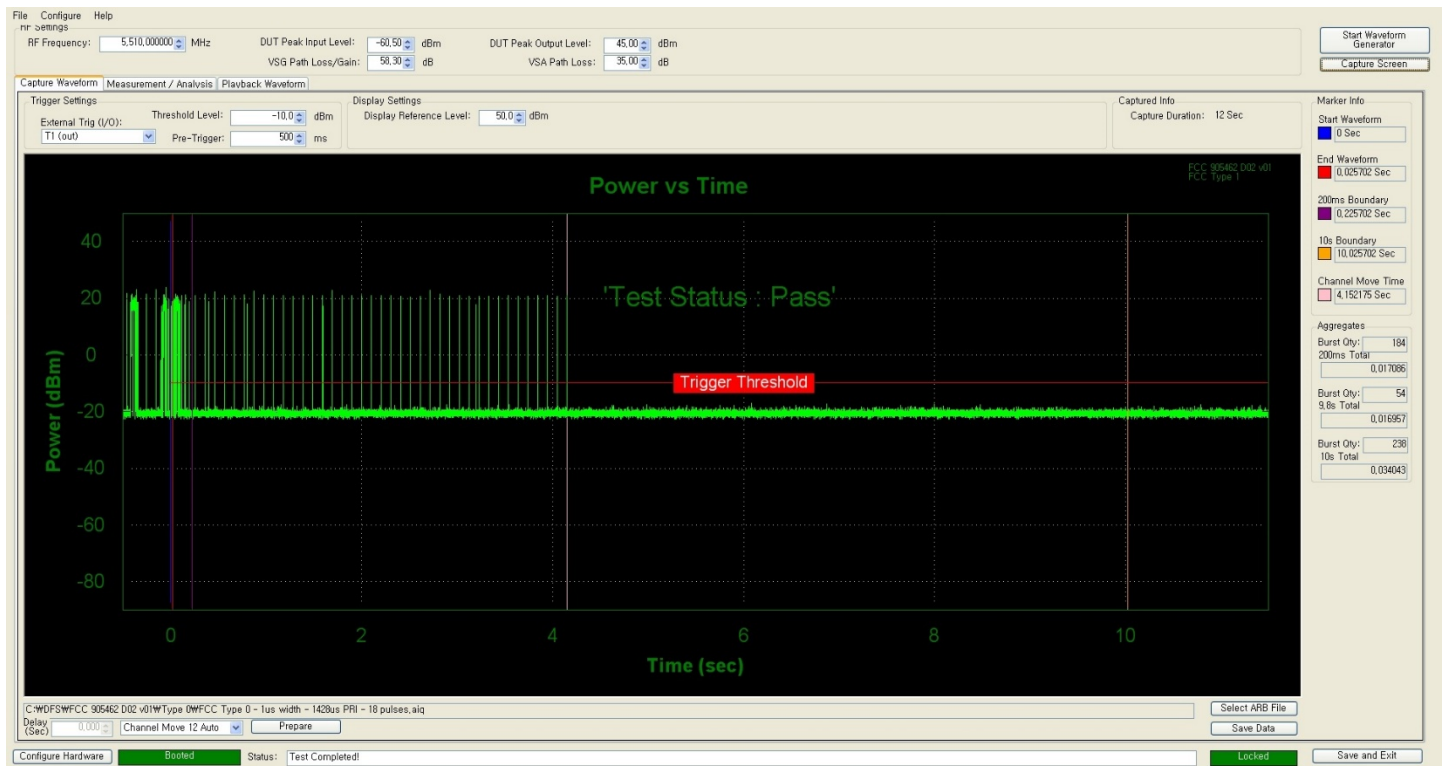 File Configure Help
RF Settings
RF Frequency: 5,510,000000 MHz DUT Peak Input Level: -60,50 dBm DUT Peak Output Level: 45,00 dBm
VSG Path Loss/Gain: 58,30 dB VSA Path Loss: 35,00 dB
Start Waveform Generator
Capture Screen
Capture Waveform Measurement / Analysis Playback Waveform
Trigger Settings
External Trig (I/O): Threshold Level: -10,0 dBm
T1 (out) Pre-Trigger: 500 ms
Display Settings
Display Reference Level: 50,0 dBm
Captured Info
Capture Duration: 12 Sec
Marker Info
Start Waveform
0 Sec
End Waveform
0,025702 Sec
200ms Boundary
0,225702 Sec
10s Boundary
10,025702 Sec
Channel Move Time
4,152175 Sec
Aggregates
Burst Qty: 184
200ms Total
0,017086
Burst Qty: 54
9,8s Total
0,016957
Burst Qty: 238
10s Total
0,034043
FCC 905462 D02 v01
FCC Type 1
Power vs Time
'Test Status : Pass'
Trigger Threshold
Power (dBm)
40
20
0
-20
-40
-60
-80
0 2 4 6 8 10
Time (sec)
C:₩DFS₩FCC 905462 D02 v01₩Type 0₩FCC Type 0 - 1us width - 1428us PRI - 18 pulses,aiq
Select ARB File
Delay (Sec) 0,000 Channel Move 12 Auto Prepare
Save Data
Configure Hardware Booted Status: Test Completed! Locked Save and Exit